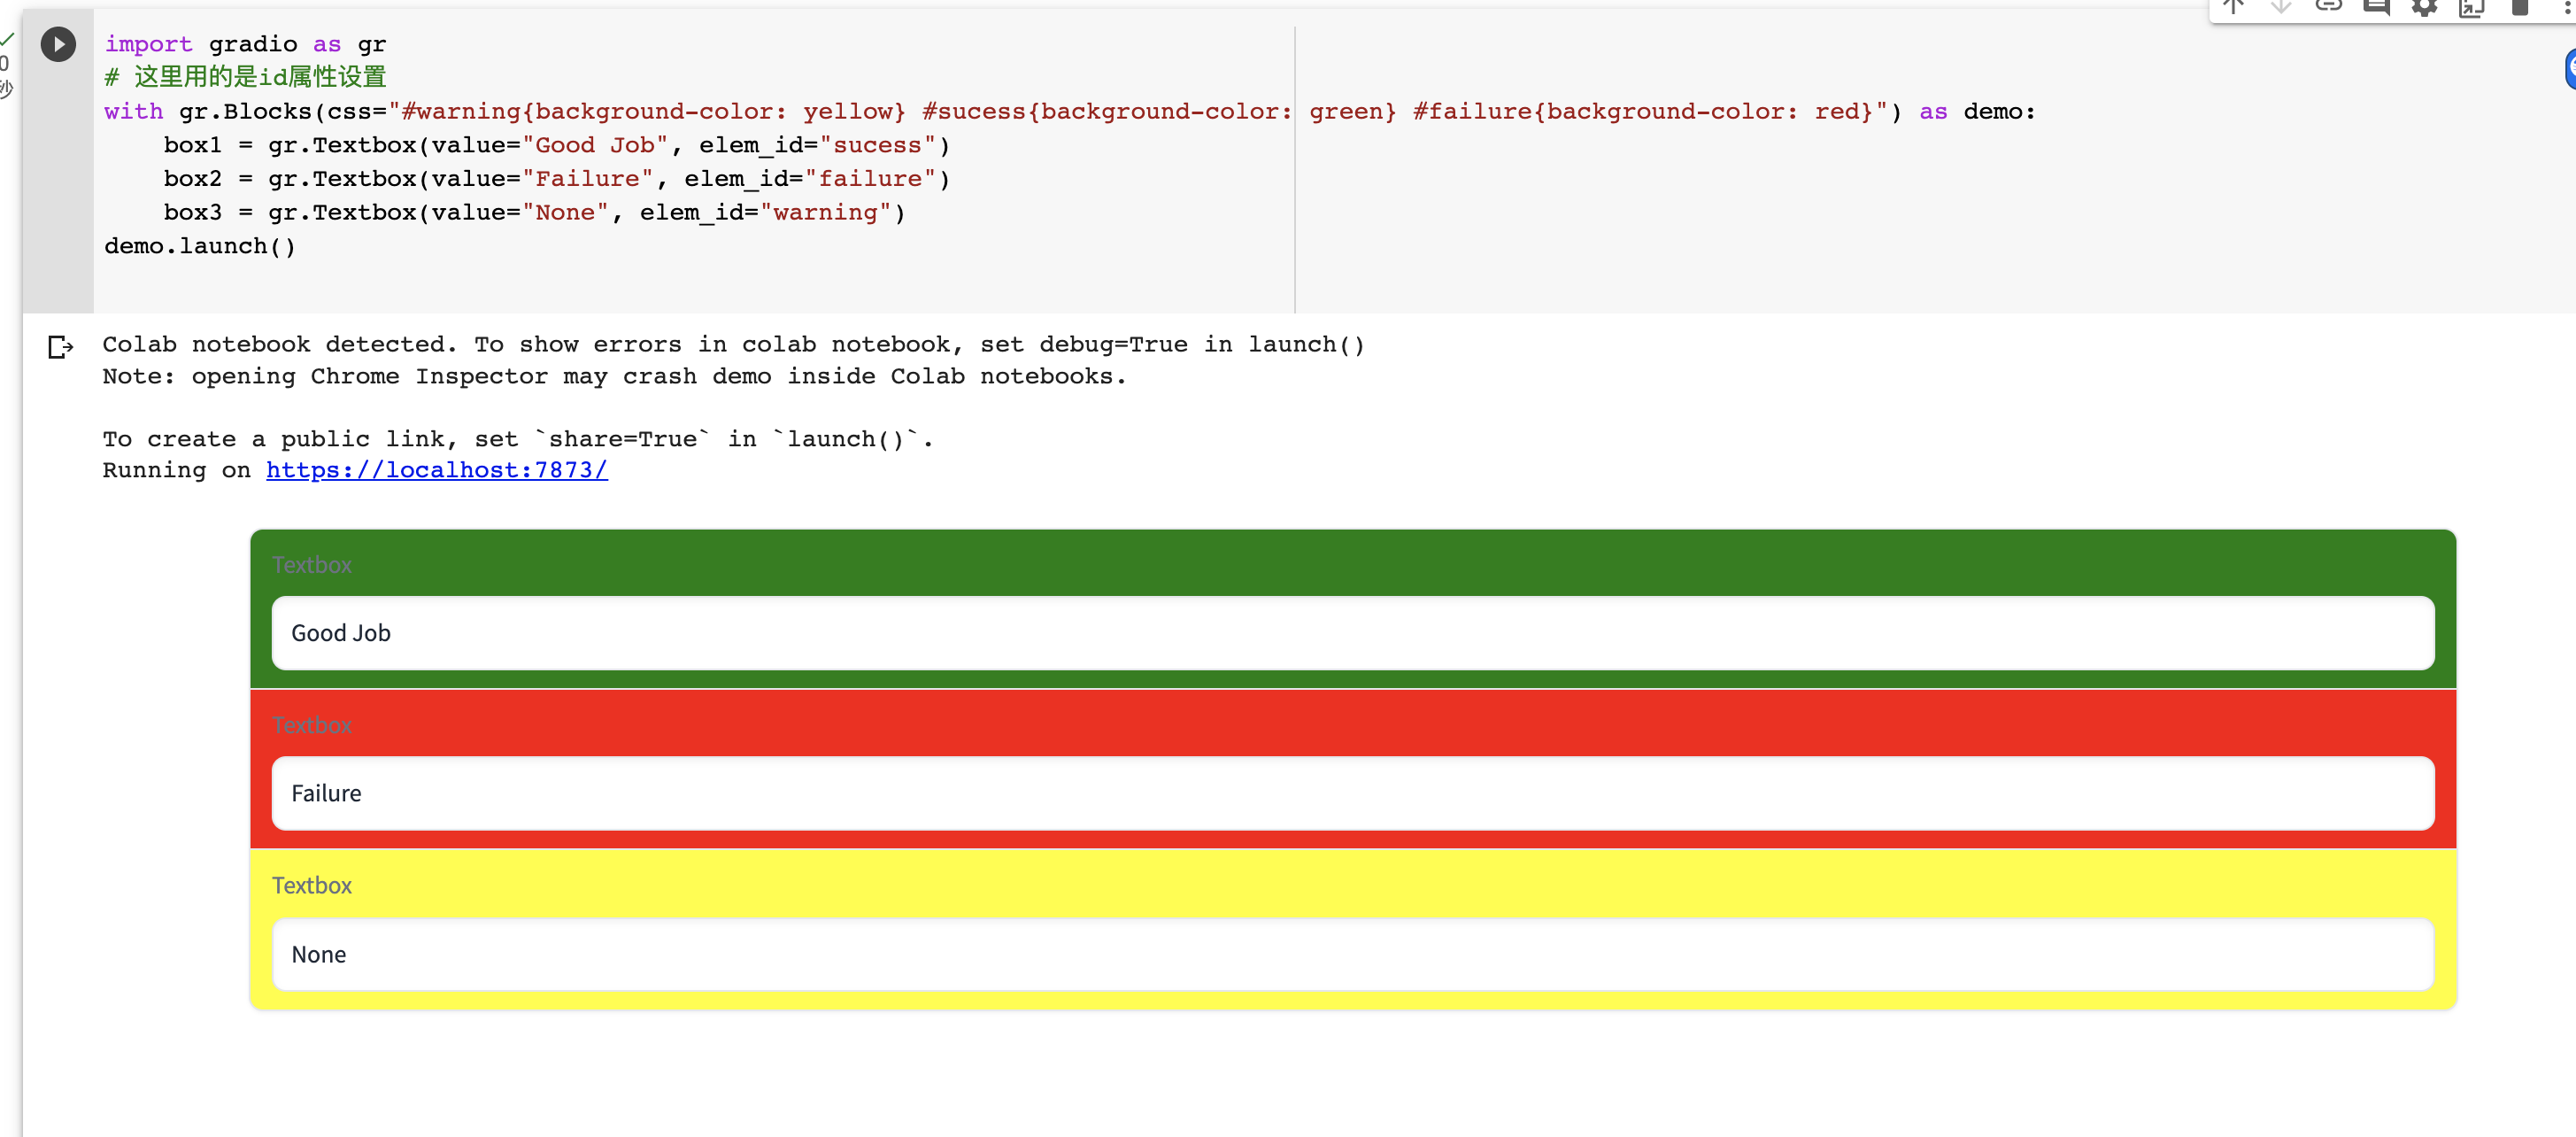 import gradio as gr
# 这里用的是id属性设置
with gr.Blocks(css="#warning{background-color: yellow} #sucess{background-color: green} #failure{background-color: red}") as demo:
    box1 = gr.Textbox(value="Good Job", elem_id="sucess")
    box2 = gr.Textbox(value="Failure", elem_id="failure")
    box3 = gr.Textbox(value="None", elem_id="warning")
demo.launch()
0
秒
Colab notebook detected. To show errors in colab notebook, set debug=True in launch()
Note: opening Chrome Inspector may crash demo inside Colab notebooks.
To create a public link, set `share=True` in `launch()`.
Running on https://localhost:7873/
Textbox
Good Job
Textbox
Failure
Textbox
None